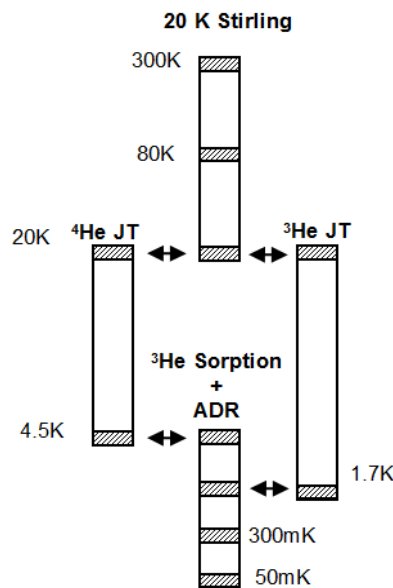 20 K Stirling
300K
80K
⁴He JT
³He JT
20K
³He Sorption
+
ADR
4.5K
1.7K
300mK
50mK